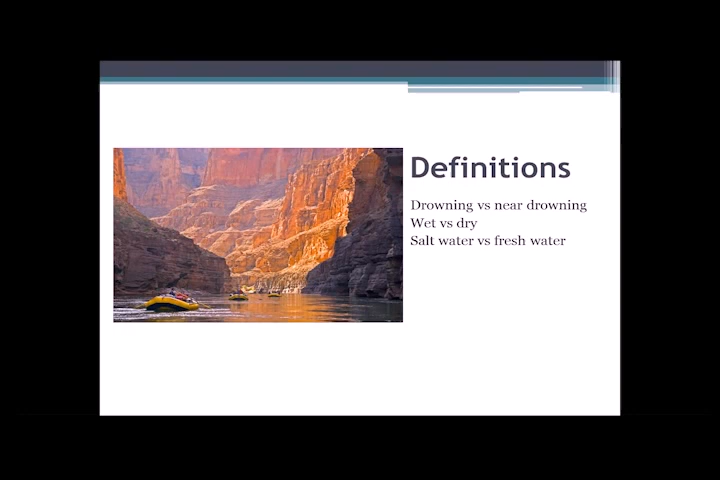 Definitions
Drowning vs near drowning
Wet vs dry
Salt water vs fresh water